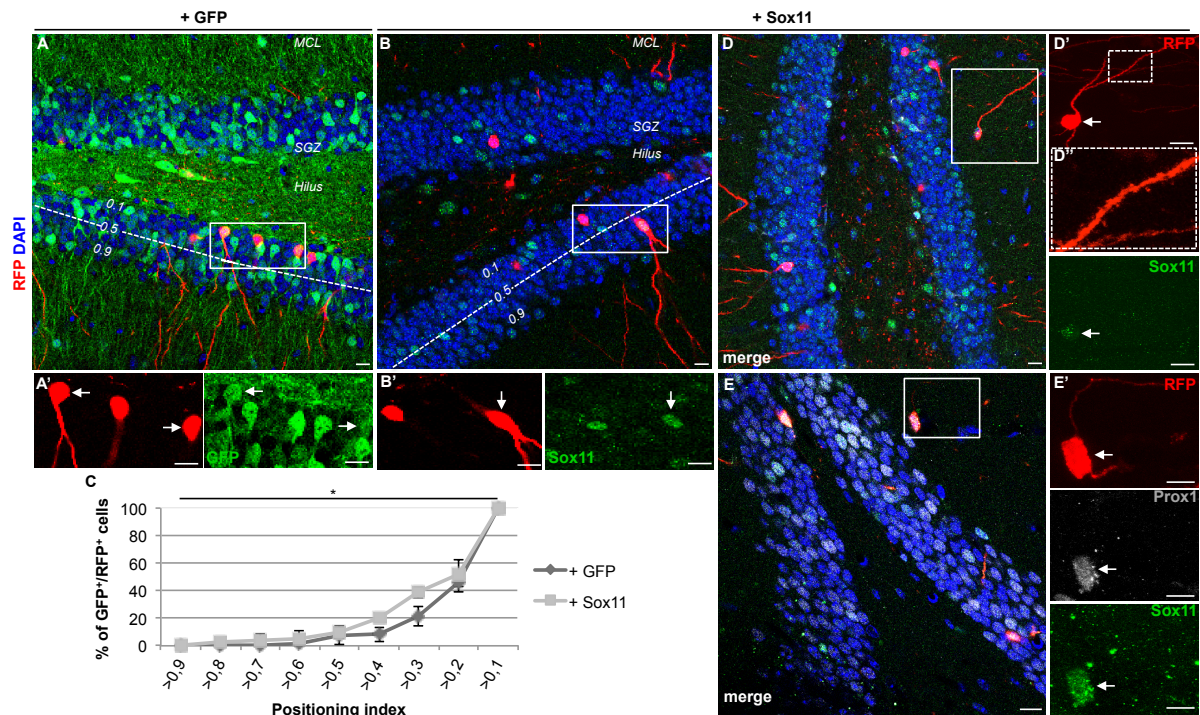 + GFP
+ Sox11
A
MCL
SGZ
Hilus
0.1
0.5
0.9
RFP DAPI
B
MCL
SGZ
Hilus
0.1
0.5
0.9
D
merge
D'
RFP
D''
Sox11
A'
GFP
B'
Sox11
E
merge
E'
RFP
Prox1
Sox11
C
*
% of GFP+/RFP+ cells
100
80
60
40
20
0
+ GFP
+ Sox11
>0,9
>0,8
>0,7
>0,6
>0,5
>0,4
>0,3
>0,2
>0,1
Positioning index